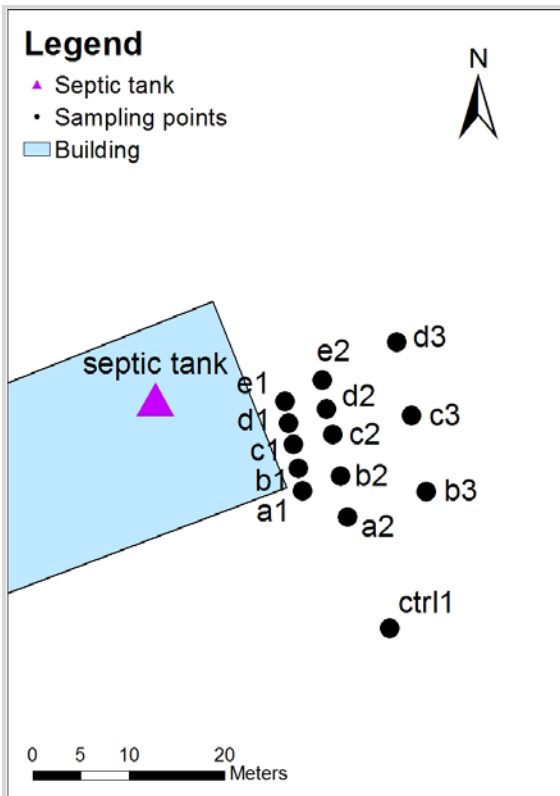 Legend
Septic tank
Sampling points
Building
N
septic tank
d3
e2
e1
d2
c3
d1
c2
c1
b2
b1
b3
a1
a2
ctrl1
0 5 10 20
Meters